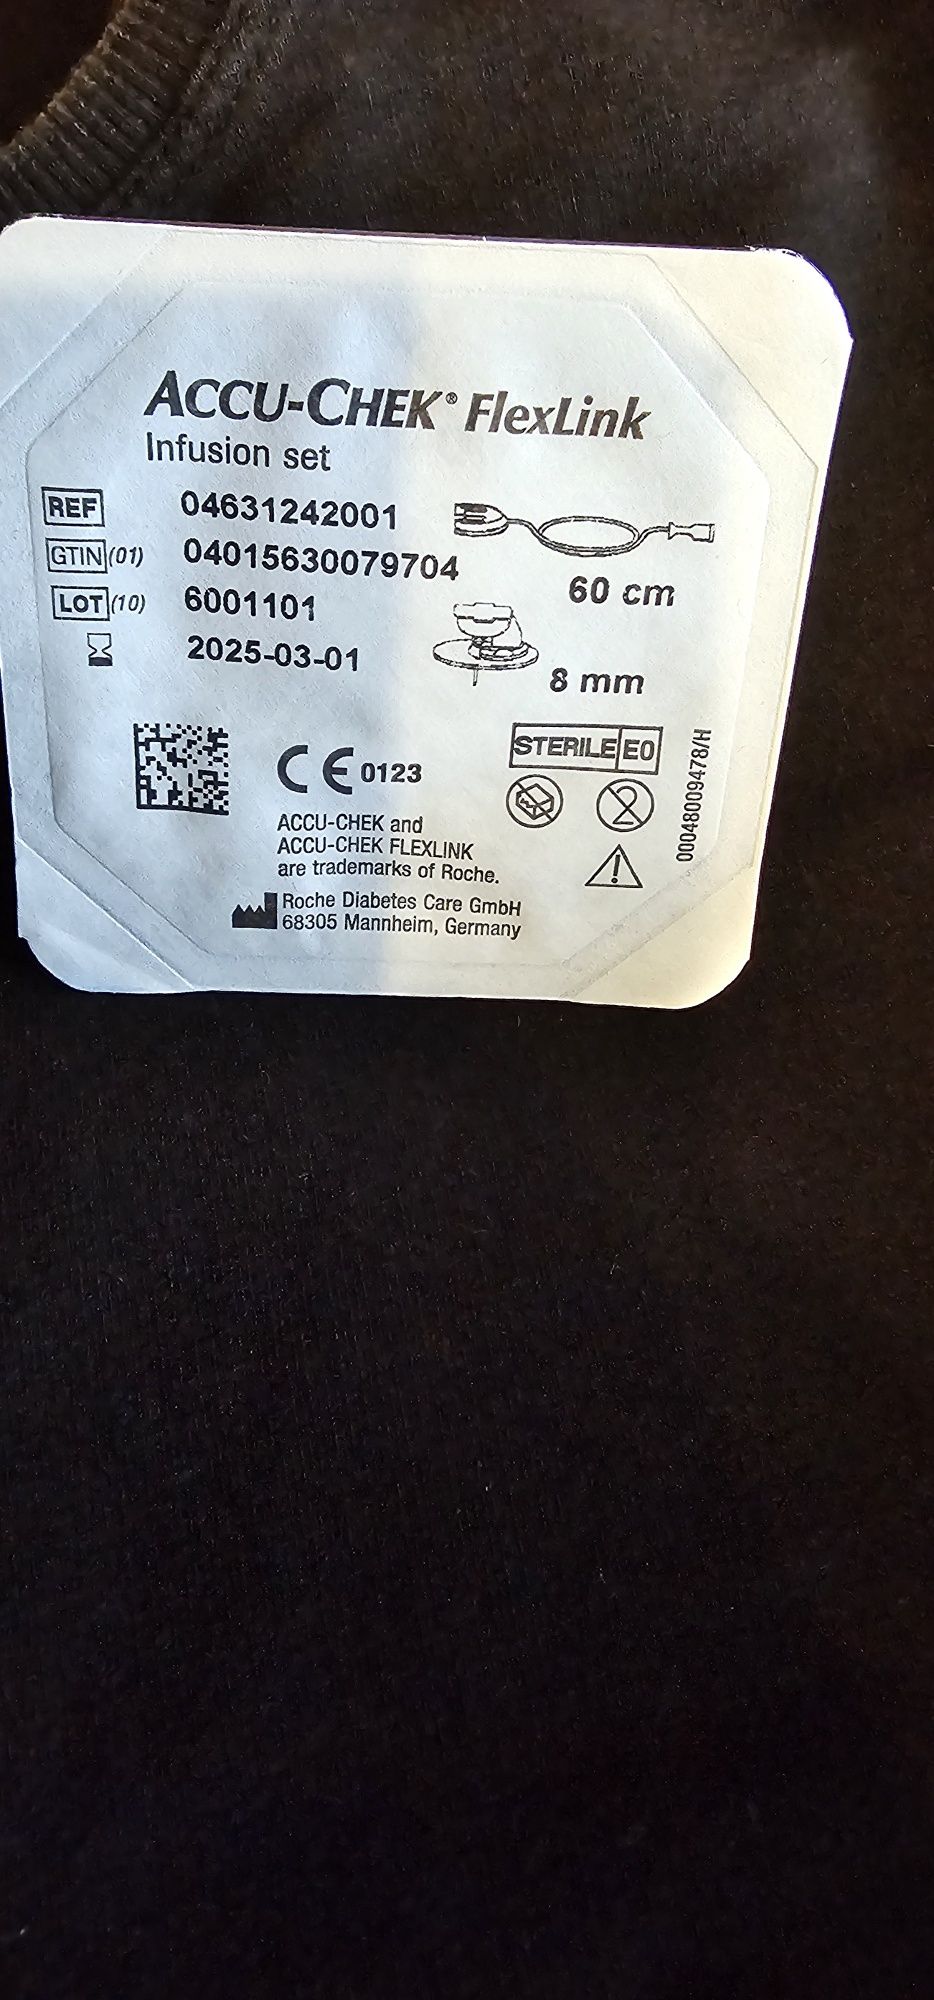 ACCU-CHEK® FlexLink
Infusion set
REF 04631242001
GTIN (01) 04015630079704
60 cm
LOT (10) 6001101
2025-03-01
8 mm
STERILE EO
CE 0123
2
00048009478/H
ACCU-CHEK and
ACCU-CHEK FLEXLINK
are trademarks of Roche.
!
Roche Diabetes Care GmbH
68305 Mannheim, Germany